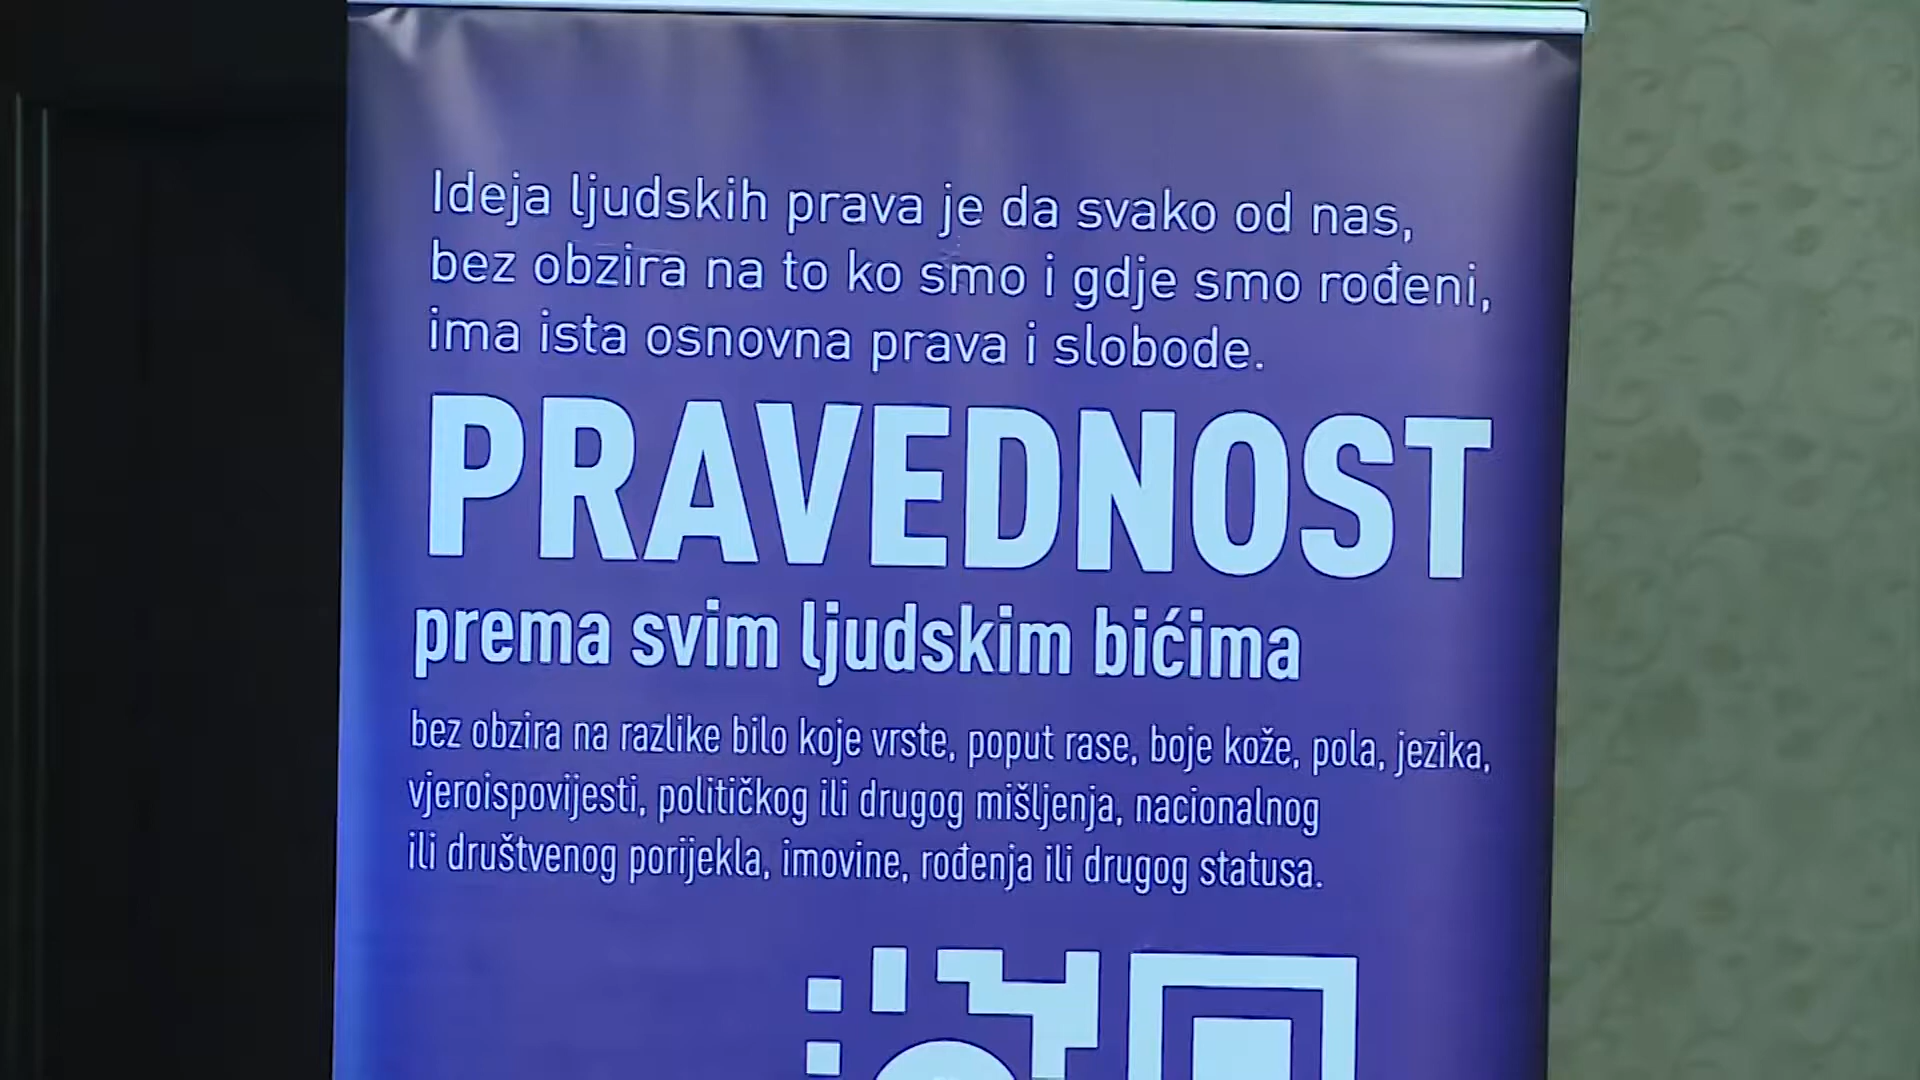 Ideja ljudskih prava je da svako od nas,
bez obzira na to ko smo i gdje smo rođeni,
ima ista osnovna prava i slobode.
PRAVEDNOST
prema svim ljudskim bićima
bez obzira na razlike bilo koje vrste, poput rase, boje kože, pola, jezika,
vjeroispovijesti, političkog ili drugog mišljenja, nacionalnog
ili društvenog porijekla, imovine, rođenja ili drugog statusa.